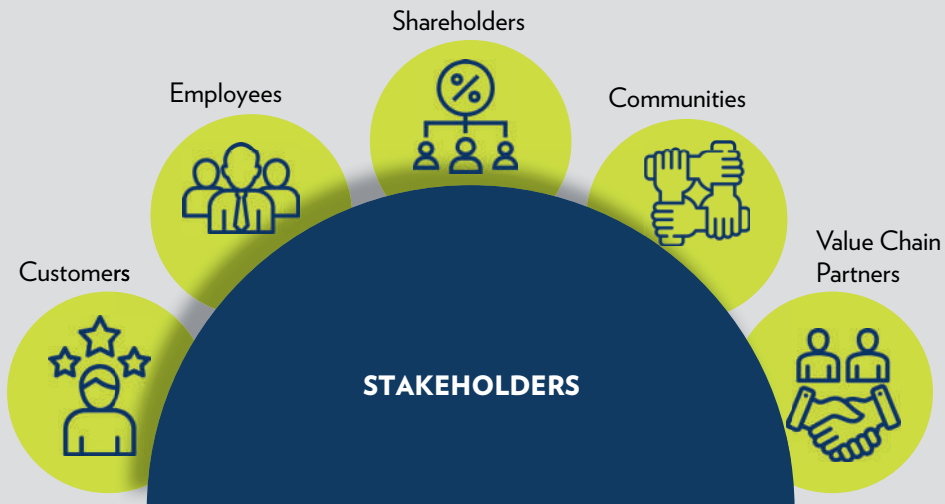 Shareholders
Employees
Communities
Value Chain
Partners
Customers
STAKEHOLDERS
%